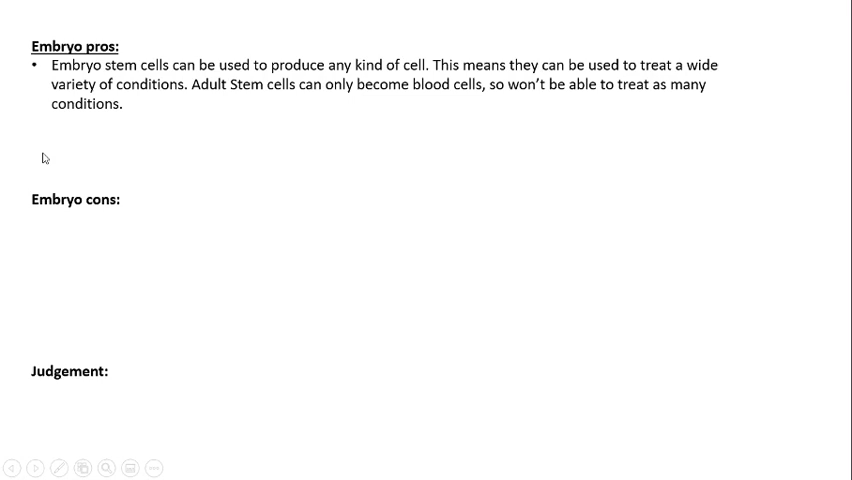 Embryo pros:
• Embryo stem cells can be used to produce any kind of cell. This means they can be used to treat a wide
variety of conditions. Adult Stem cells can only become blood cells, so won't be able to treat as many
conditions.
Embryo cons:
Judgement: